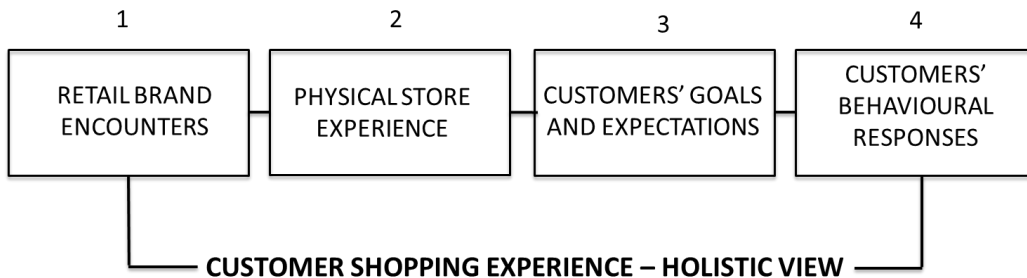 1
2
3
4
RETAIL BRAND
ENCOUNTERS
PHYSICAL STORE
EXPERIENCE
CUSTOMERS’ GOALS
AND EXPECTATIONS
CUSTOMERS’
BEHAVIOURAL
RESPONSES
CUSTOMER SHOPPING EXPERIENCE – HOLISTIC VIEW